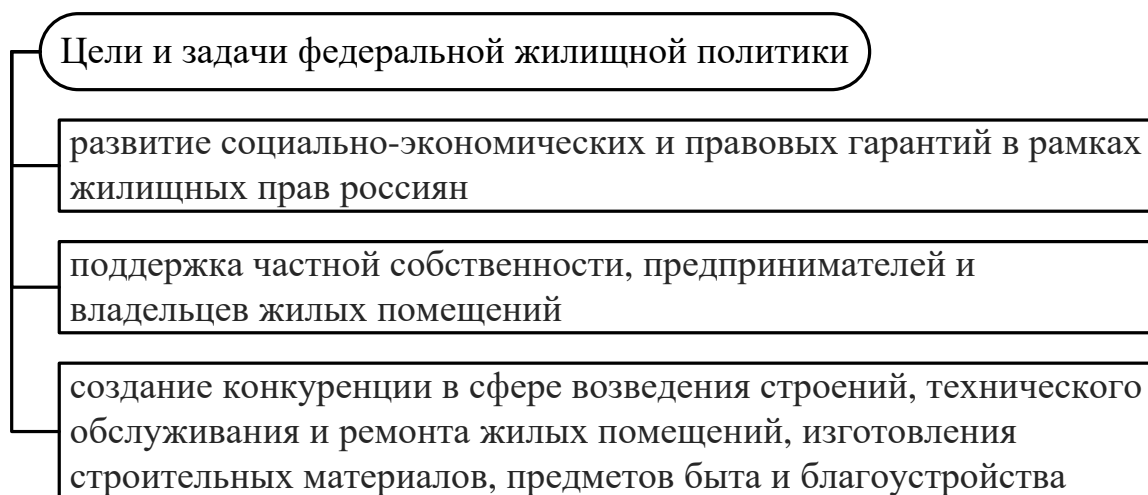 Цели и задачи федеральной жилищной политики
развитие социально-экономических и правовых гарантий в рамках
жилищных прав россиян
поддержка частной собственности, предпринимателей и
владельцев жилых помещений
создание конкуренции в сфере возведения строений, технического
обслуживания и ремонта жилых помещений, изготовления
строительных материалов, предметов быта и благоустройства